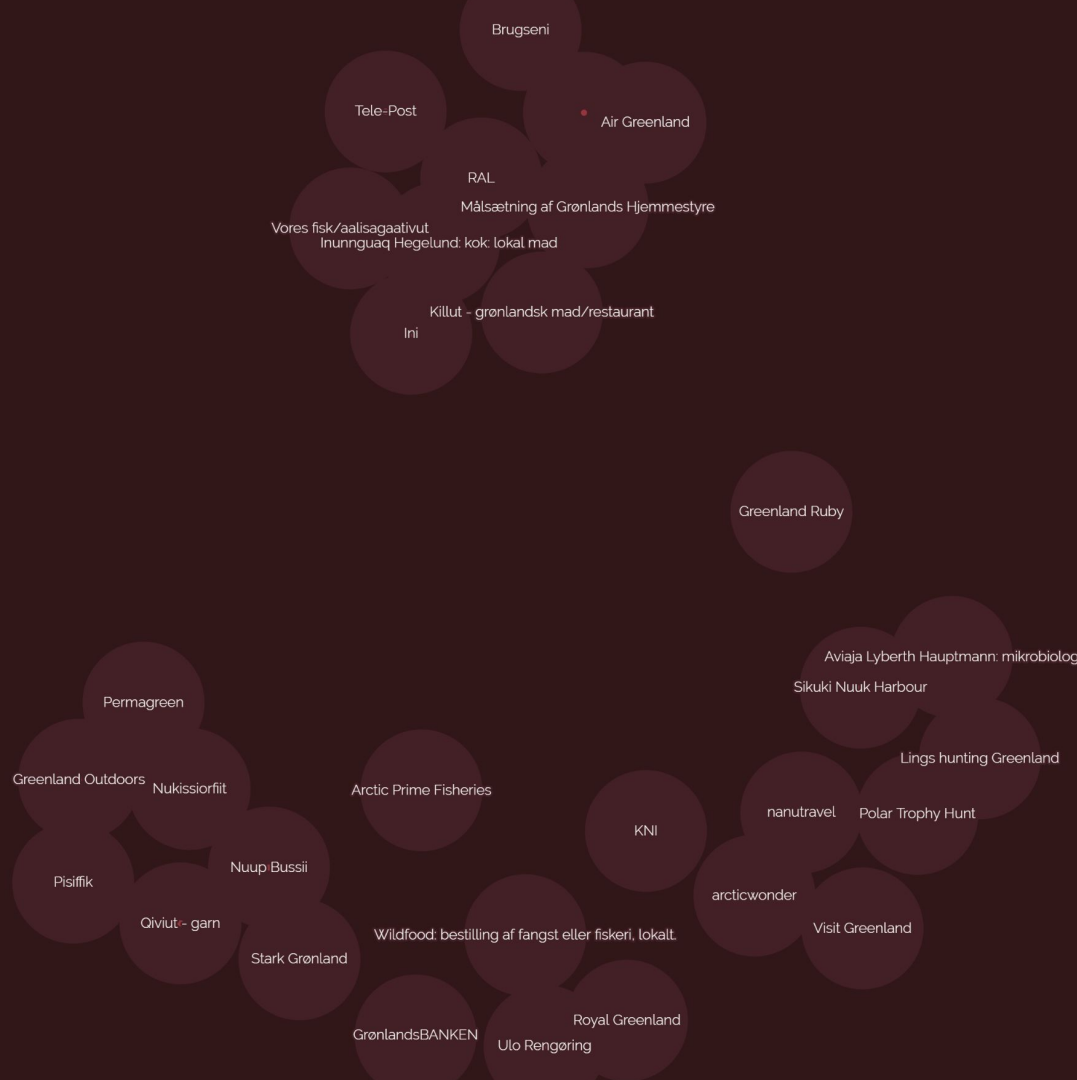 Brugseni
Tele-Post
Air Greenland
RAL
Målsætning af Grønlands Hjemmestyre
Vores fisk/aalisagaativut
Inunnguaq Hegelund: kok: lokal mad
Killut - grønlandsk mad/restaurant
Ini
Greenland Ruby
Aviaja Lyberth Hauptmann: mikrobiolog
Sikuki Nuuk Harbour
Permagreen
Lings hunting Greenland
Greenland Outdoors
Nukissiorfiit
Arctic Prime Fisheries
nanutravel
Polar Trophy Hunt
KNI
Nuup Bussii
Pisiffik
arcticwonder
Qiviut - garn
Visit Greenland
Wildfood: bestilling af fangst eller fiskeri, lokalt.
Stark Grønland
Royal Greenland
GrønlandsBANKEN
Ulo Rengøring